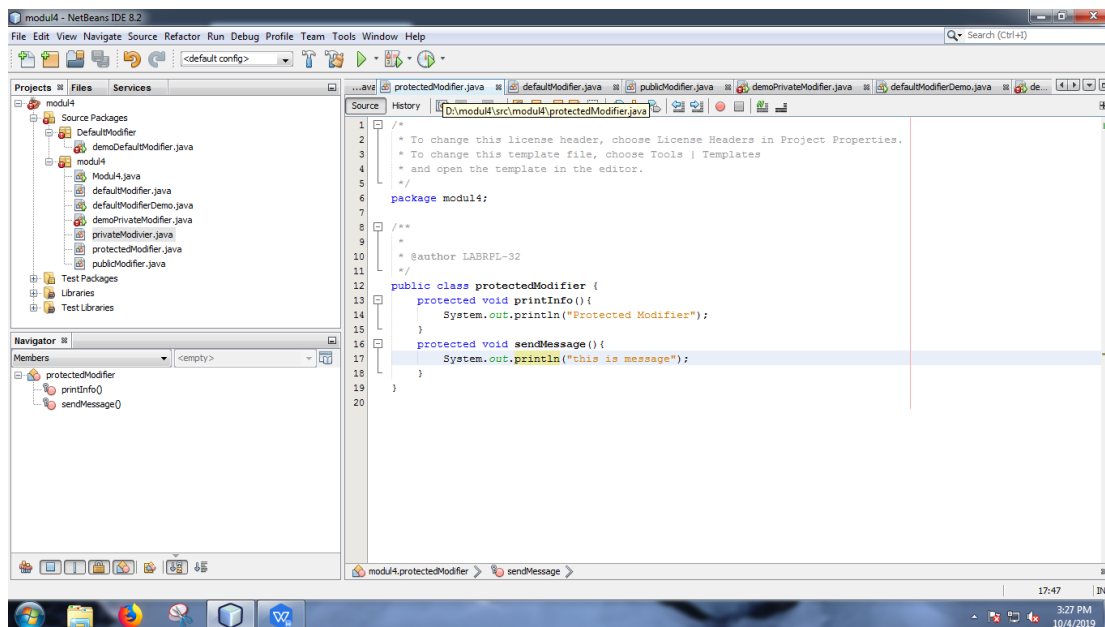 modul4 - NetBeans IDE 8.2
File Edit View Navigate Source Refactor Run Debug Profile Team Tools Window Help
Search (Ctrl+I)
<default config>
Projects Files Services
modul4
Source Packages
DefaultModifier
demoDefaultModifier.java
modul4
Modul4.java
defaultModifier.java
defaultModifierDemo.java
demoPrivateModifier.java
privateModivier.java
protectedModifier.java
publicModifier.java
Test Packages
Libraries
Test Libraries
Navigator
Members <empty>
protectedModifier
printInfo()
sendMessage()
...ava protectedModifier.java defaultModifier.java publicModifier.java demoPrivateModifier.java defaultModifierDemo.java de...
Source History
D:\modul4\src\modul4\protectedModifier.java
1 /*
2 * To change this license header, choose License Headers in Project Properties.
3 * To change this template file, choose Tools | Templates
4 * and open the template in the editor.
5 */
6 package modul4;
7
8 /**
9 *
10 * @author LABRPL-32
11 */
12 public class protectedModifier {
13 protected void printInfo(){
14 System.out.println("Protected Modifier");
15 }
16 protected void sendMessage(){
17 System.out.println("this is message");
18 }
19 }
20
modul4.protectedModifier sendMessage
17:47 IN
3:27 PM
10/4/2019